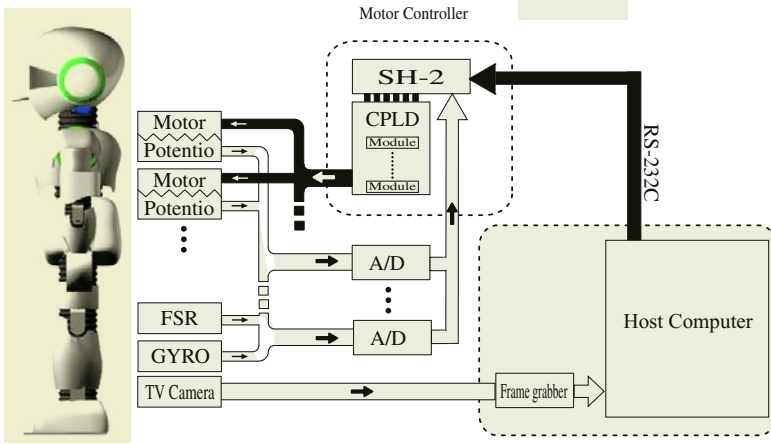 Motor Controller
SH-2
CPLD
Module
Module
RS-232C
Motor
Potentio
Motor
Potentio
A/D
A/D
FSR
GYRO
TV Camera
Frame grabber
Host Computer